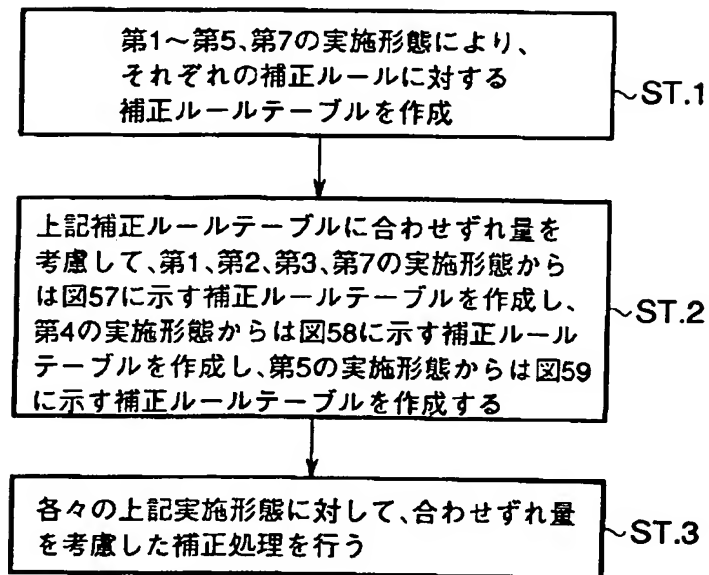 第1～第5、第7の実施形態により、
それぞれの補正ルールに対する
補正ルールテーブルを作成
～ST.1
上記補正ルールテーブルに合わせずれ量を
考慮して、第1、第2、第3、第7の実施形態から
は図57に示す補正ルールテーブルを作成し、
第4の実施形態からは図58に示す補正ルール
テーブルを作成し、第5の実施形態からは図59
に示す補正ルールテーブルを作成する
～ST.2
各々の上記実施形態に対して、合わせずれ量
を考慮した補正処理を行う
～ST.3